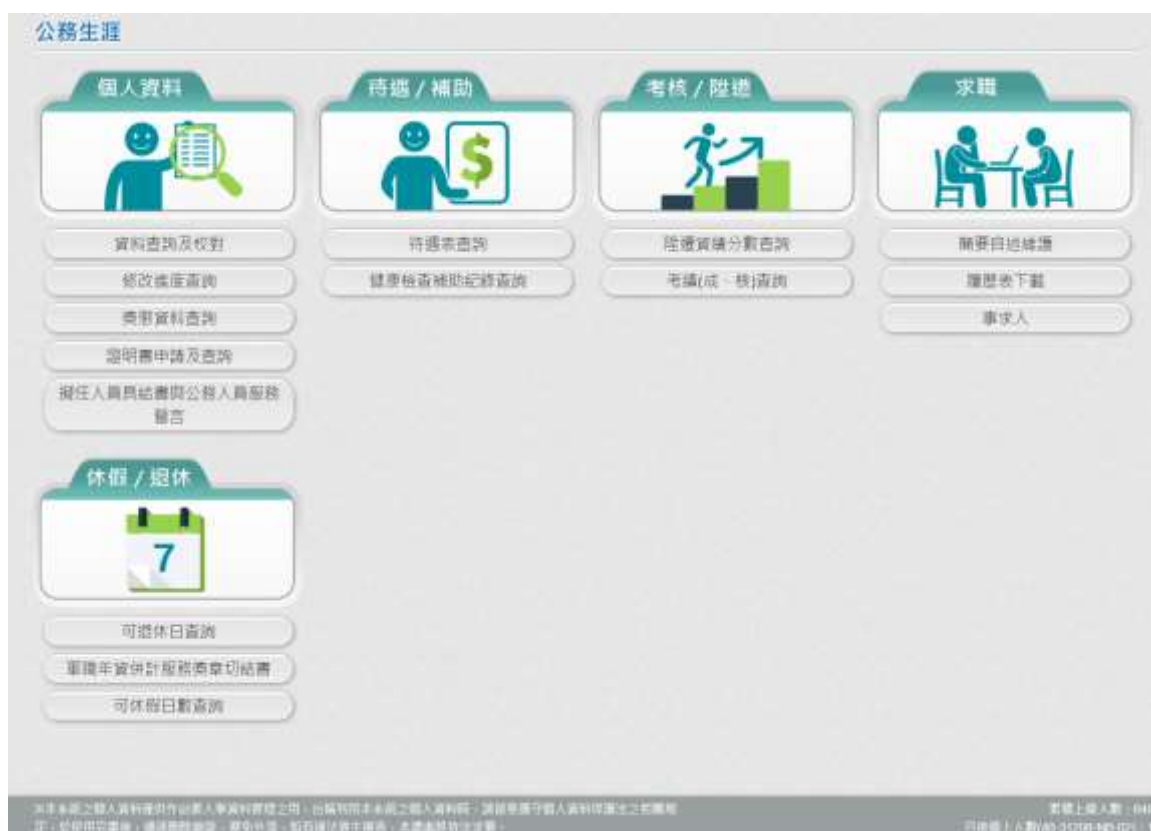 公務生涯
個人資料
待遇 / 補助
考核 / 陞遷
求職
資料查詢及校對
修改進度查詢
獎懲資料查詢
證明書申請及查詢
擬任人員具結書與公務人員服務
誓言
待遇表查詢
健康檢查補助紀錄查詢
陞遷資績分數查詢
考績(成、核)查詢
簡要自述維護
履歷表下載
事求人
休假 / 退休
7
可退休日查詢
軍職年資併計服務獎章切結書
可休假日數查詢